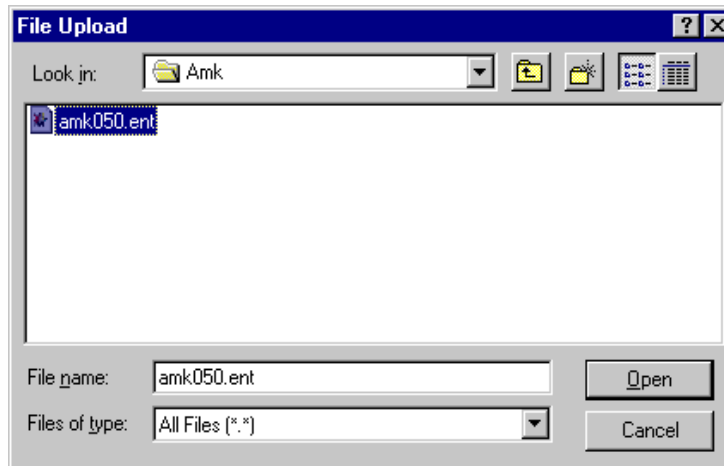 File Upload
Look in: Amk
amk050.ent
File name: amk050.ent Open
Files of type: All Files (*.*) Cancel